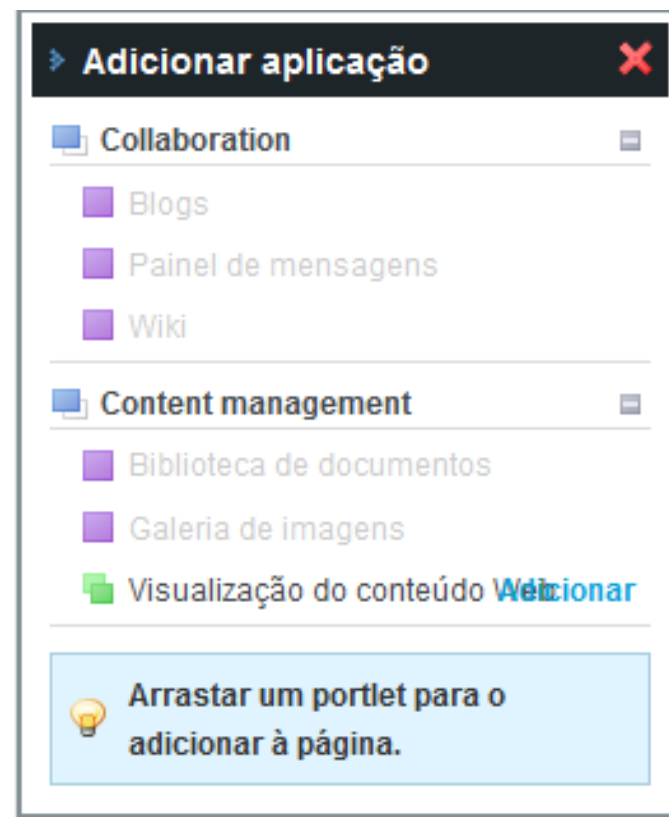 Adicionar aplicação
Collaboration
Blogs
Painel de mensagens
Wiki
Content management
Biblioteca de documentos
Galeria de imagens
Visualização do conteúdo Web Adicionar
Arrastar um portlet para o
adicionar à página.